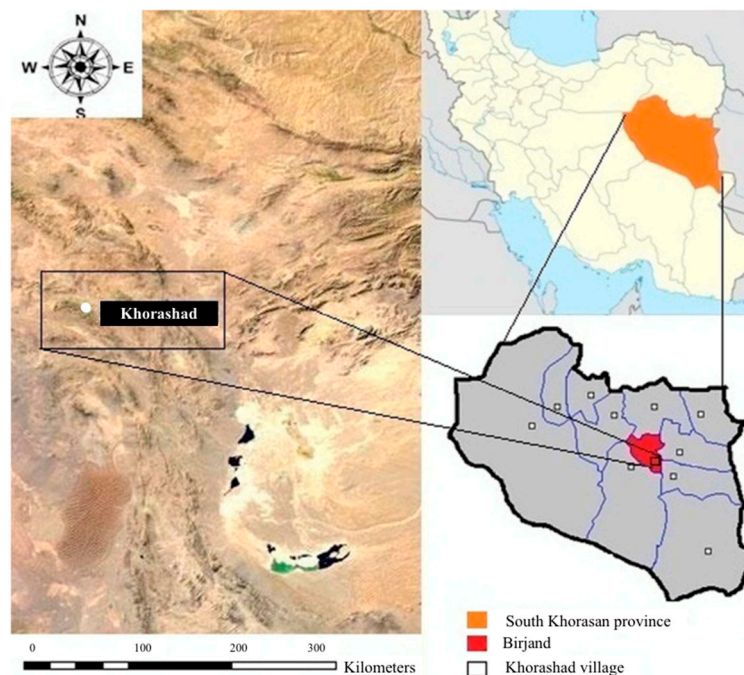 N
W E
S
Khorashad
South Khorasan province
Birjand
Khorashad village
0 100 200 300
Kilometers